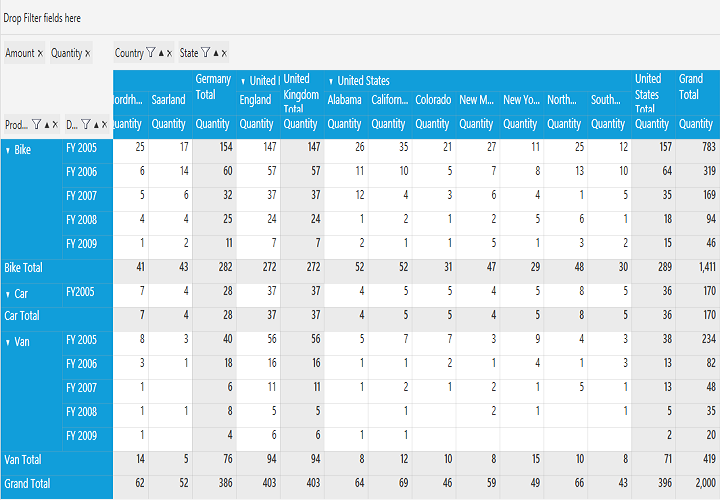 Drop Filter fields here
Amount × Quantity × Country State
Germany Total United United Kingdom Total United States United States Total Grand Total
Prod... D... Saarland England Alabama Californ... Colorado New M... New Yo... North... South...
Quantity Quantity Quantity Quantity Quantity Quantity Quantity Quantity Quantity Quantity Quantity Quantity Quantity
Bike FY 2005 25 17 154 147 147 26 35 21 27 11 25 12 157 783
FY 2006 6 14 60 57 57 11 10 5 7 8 13 10 64 319
FY 2007 5 6 32 37 37 12 4 3 6 4 1 5 35 169
FY 2008 4 4 25 24 24 1 2 1 2 5 6 1 18 94
FY 2009 1 2 11 7 7 2 1 1 5 1 3 2 15 46
Bike Total 41 43 282 272 272 52 52 31 47 29 48 30 289 1,411
Car FY2005 7 4 28 37 37 4 5 5 4 5 8 5 36 170
Car Total 7 4 28 37 37 4 5 5 4 5 8 5 36 170
Van FY 2005 8 3 40 56 56 5 7 7 3 9 4 3 38 234
FY 2006 3 1 18 16 16 1 1 2 1 4 1 3 13 82
FY 2007 1 6 11 11 1 2 1 2 1 5 1 13 48
FY 2008 1 1 8 5 5 1 2 1 1 5 35
FY 2009 1 4 6 6 1 1 2 20
Van Total 14 5 76 94 94 8 12 10 8 15 10 8 71 419
Grand Total 62 52 386 403 403 64 69 46 59 49 66 43 396 2,000